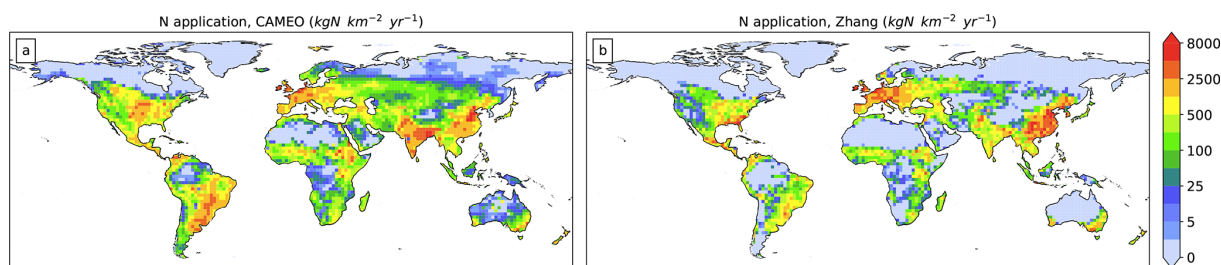 N application, CAMEO (kgN km⁻² yr⁻¹)
a
N application, Zhang (kgN km⁻² yr⁻¹)
b
8000
2500
500
100
25
5
0